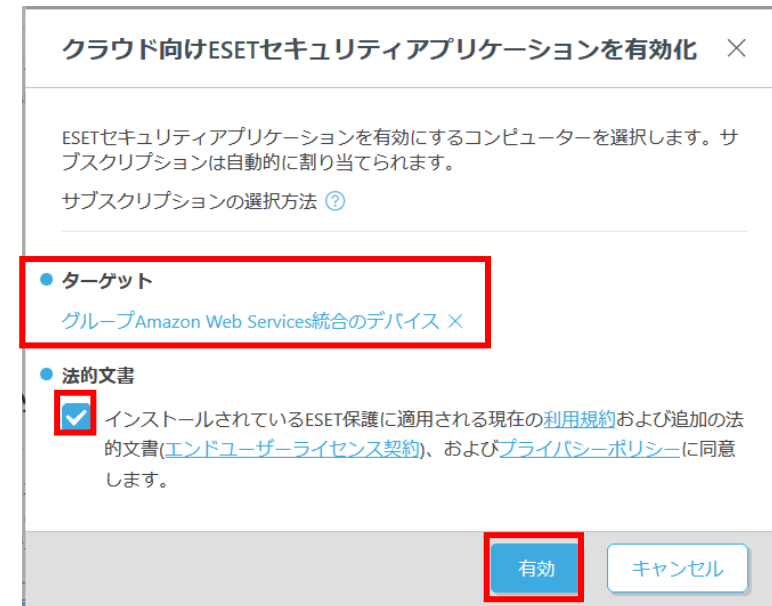 クラウド向けESETセキュリティアプリケーションを有効化 ×
ESETセキュリティアプリケーションを有効にするコンピューターを選択します。サ
ブスクリプションは自動的に割り当てられます。
サブスクリプションの選択方法 ?
ターゲット
グループAmazon Web Services統合のデバイス ×
法的文書
インストールされているESET保護に適用される現在の利用規約および追加の法
的文書(エンドユーザーライセンス契約)、およびプライバシーポリシーに同意
します。
有効
キャンセル